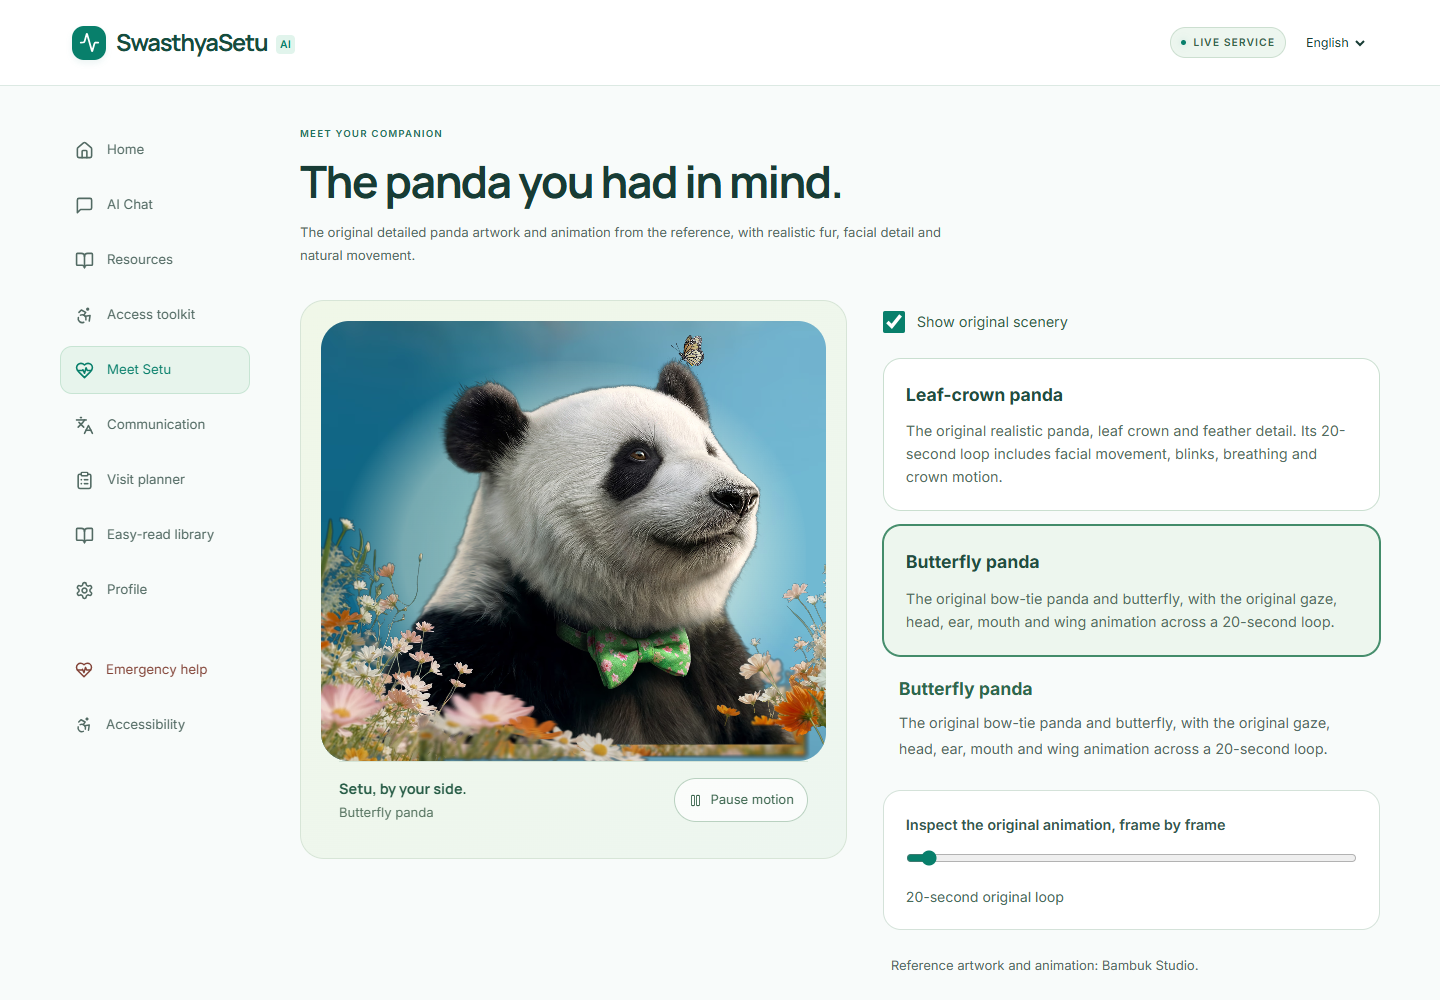 SwasthyaSetu AI
LIVE SERVICE
English
Home
AI Chat
Resources
Access toolkit
Meet Setu
Communication
Visit planner
Easy-read library
Profile
Emergency help
Accessibility
MEET YOUR COMPANION
The panda you had in mind.
The original detailed panda artwork and animation from the reference, with realistic fur, facial detail and
natural movement.
Setu, by your side.
Butterfly panda
Pause motion
Show original scenery
Leaf-crown panda
The original realistic panda, leaf crown and feather detail. Its 20-
second loop includes facial movement, blinks, breathing and
crown motion.
Butterfly panda
The original bow-tie panda and butterfly, with the original gaze,
head, ear, mouth and wing animation across a 20-second loop.
Butterfly panda
The original bow-tie panda and butterfly, with the original gaze,
head, ear, mouth and wing animation across a 20-second loop.
Inspect the original animation, frame by frame
20-second original loop
Reference artwork and animation: Bambuk Studio.